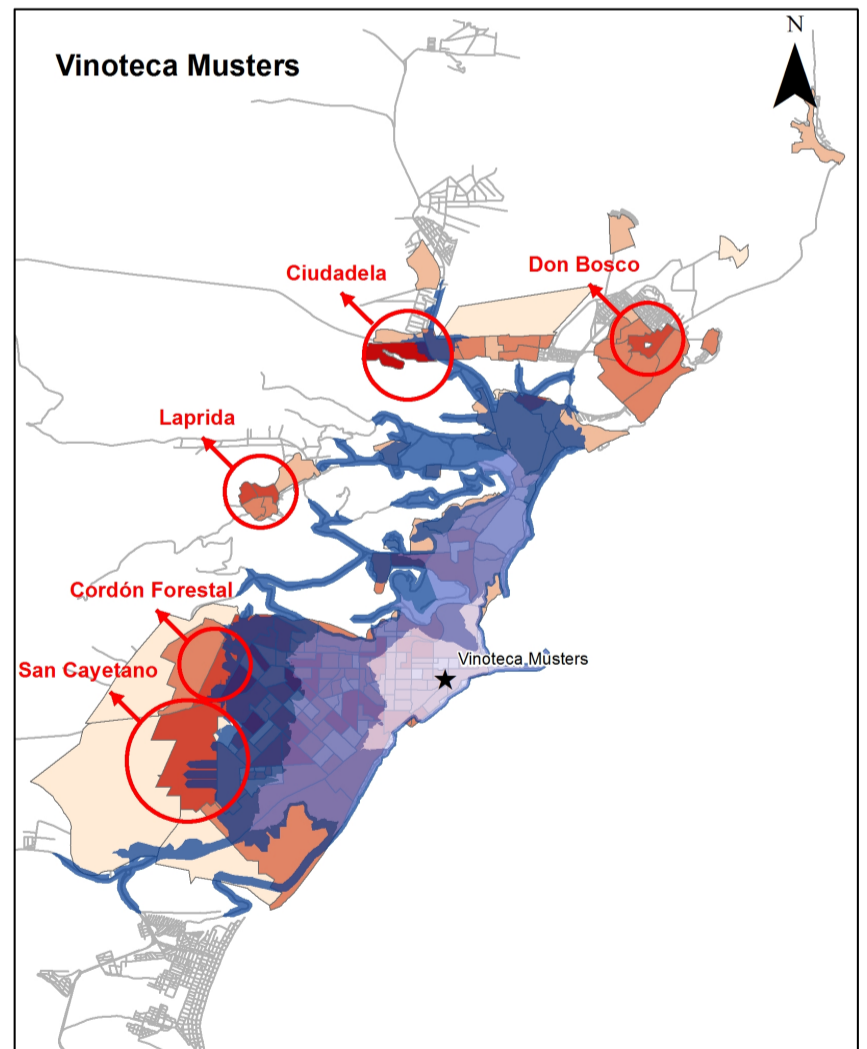 N
Vinoteca Musters
Don Bosco
Ciudadela
Laprida
Cordón Forestal
San Cayetano
Vinoteca Musters